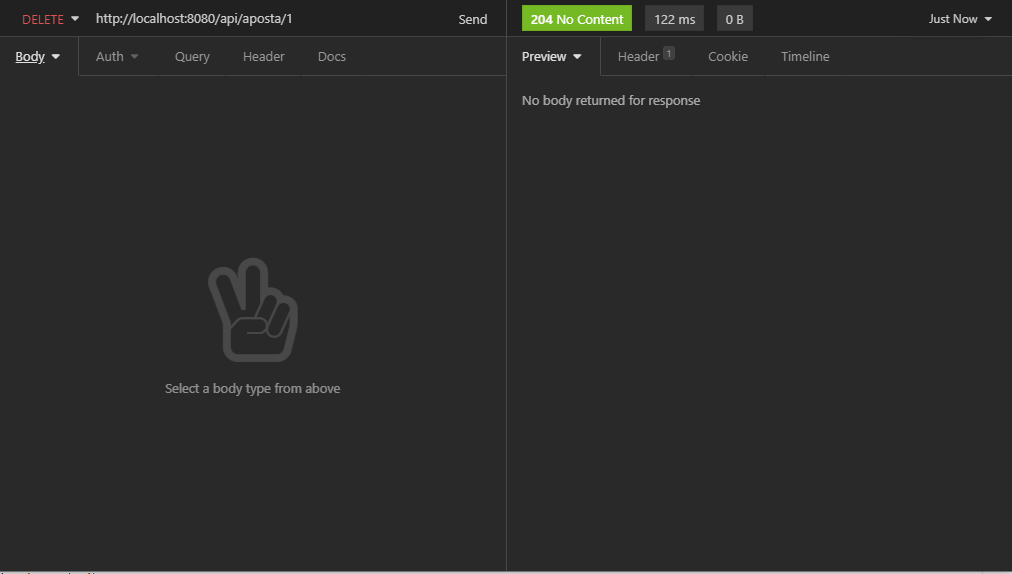 DELETE http://localhost:8080/api/aposta/1 Send
204 No Content 122 ms 0 B Just Now
Body Auth Query Header Docs
Preview Header 1 Cookie Timeline
No body returned for response
Select a body type from above